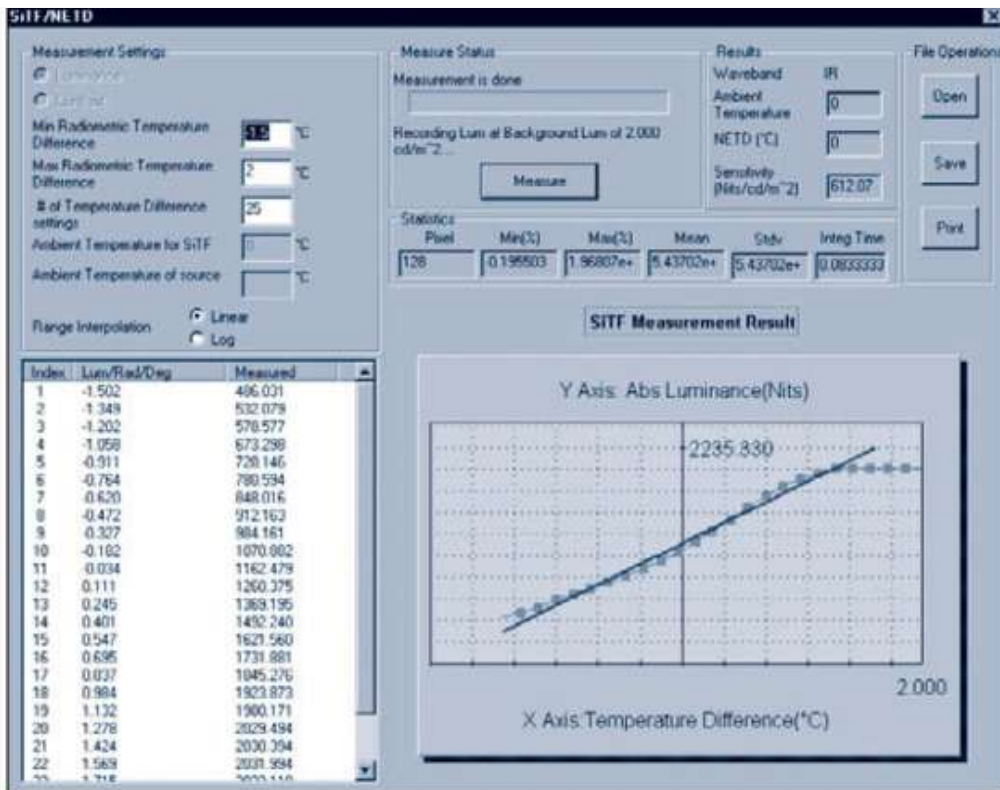 SiTF/NETD
Measurement Settings
Luminance
Min Radiometric Temperature Difference
-1.5 °C
Max Radiometric Temperature Difference
2 °C
# of Temperature Difference settings
25
Ambient Temperature for SiTF
0 °C
Ambient Temperature of source
°C
Range Interpolation
Linear
Log
Measure Status
Measurement is done
Recording Lum at Background Lum of 2.000 cd/m^2...
Measure
Results
Waveband IR
Ambient Temperature 0
NETD (°C) 0
Sensitivity (Nits/cd/m^2) 612.07
File Operations
Open
Save
Print
Statistics
Pixel Min(%) Max(%) Mean Stdv Integ Time
128 0.195503 1.96807e+ 5.43702e+ 5.43702e+ 0.0833333
Index Lum/Rad/Deg Measured
1 -1.502 486.031
2 -1.349 532.079
3 -1.202 578.577
4 -1.058 673.298
5 -0.911 728.146
6 -0.764 780.594
7 -0.620 848.016
8 -0.472 912.163
9 -0.327 984.161
10 -0.182 1070.882
11 -0.034 1162.479
12 0.111 1260.375
13 0.245 1369.195
14 0.401 1492.240
15 0.547 1621.560
16 0.695 1731.881
17 0.837 1845.276
18 0.984 1923.873
19 1.132 1980.171
20 1.278 2029.494
21 1.424 2030.394
22 1.569 2031.994
SiTF Measurement Result
Y Axis: Abs Luminance(Nits)
2235.830
2.000
X Axis:Temperature Difference(°C)